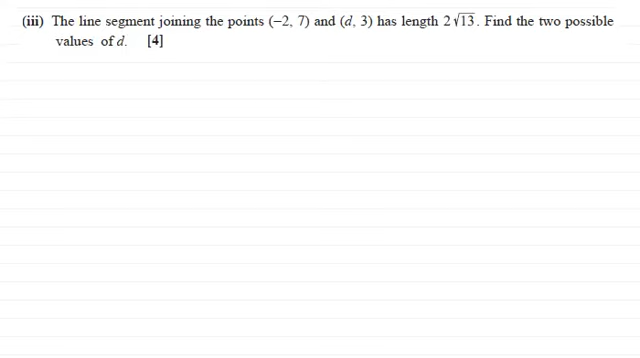 (iii) The line segment joining the points (−2, 7) and (d, 3) has length 2√13. Find the two possible
values of d. [4]